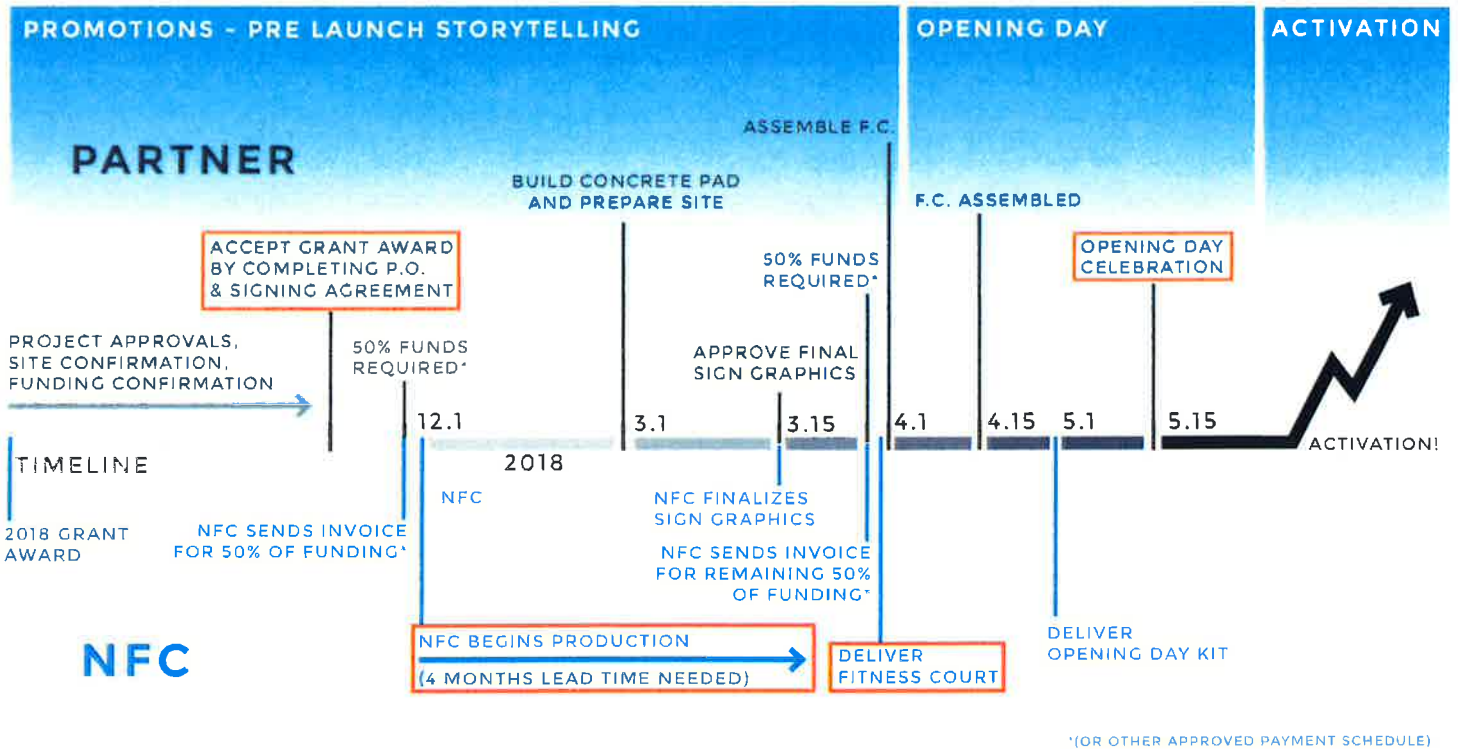 PROMOTIONS - PRE LAUNCH STORYTELLING
OPENING DAY
ACTIVATION
PARTNER
ASSEMBLE F.C.
BUILD CONCRETE PAD
AND PREPARE SITE
F.C. ASSEMBLED
ACCEPT GRANT AWARD
BY COMPLETING P.O.
& SIGNING AGREEMENT
50% FUNDS
REQUIRED*
OPENING DAY
CELEBRATION
PROJECT APPROVALS,
SITE CONFIRMATION,
FUNDING CONFIRMATION
50% FUNDS
REQUIRED*
APPROVE FINAL
SIGN GRAPHICS
12.1
3.1
3.15
4.1
4.15
5.1
5.15
TIMELINE
2018
ACTIVATION!
2018 GRANT
AWARD
NFC SENDS INVOICE
FOR 50% OF FUNDING*
NFC
NFC FINALIZES
SIGN GRAPHICS
NFC SENDS INVOICE
FOR REMAINING 50%
OF FUNDING*
NFC
NFC BEGINS PRODUCTION
(4 MONTHS LEAD TIME NEEDED)
DELIVER
FITNESS COURT
DELIVER
OPENING DAY KIT
*(OR OTHER APPROVED PAYMENT SCHEDULE)